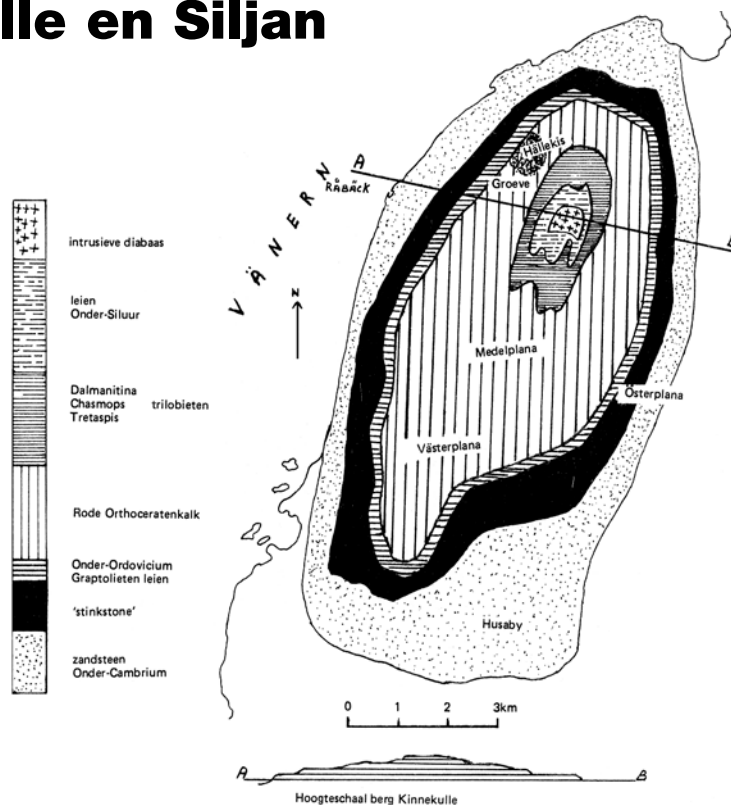 lle en Siljan
Hällekis
A
RÅBÄCK
Groeve
VÄNERN
N
intrusieve diabaas
leien
Onder-Siluur
Medelplana
Dalmanitina
Chasmops trilobieten
Tretaspis
Österplana
Västerplana
Rode Orthoceratenkalk
Onder-Ordovicium
Graptolieten leien
'stinkstone'
Husaby
zandsteen
Onder-Cambrium
0 1 2 3km
A B
Hoogteschaal berg Kinnekulle